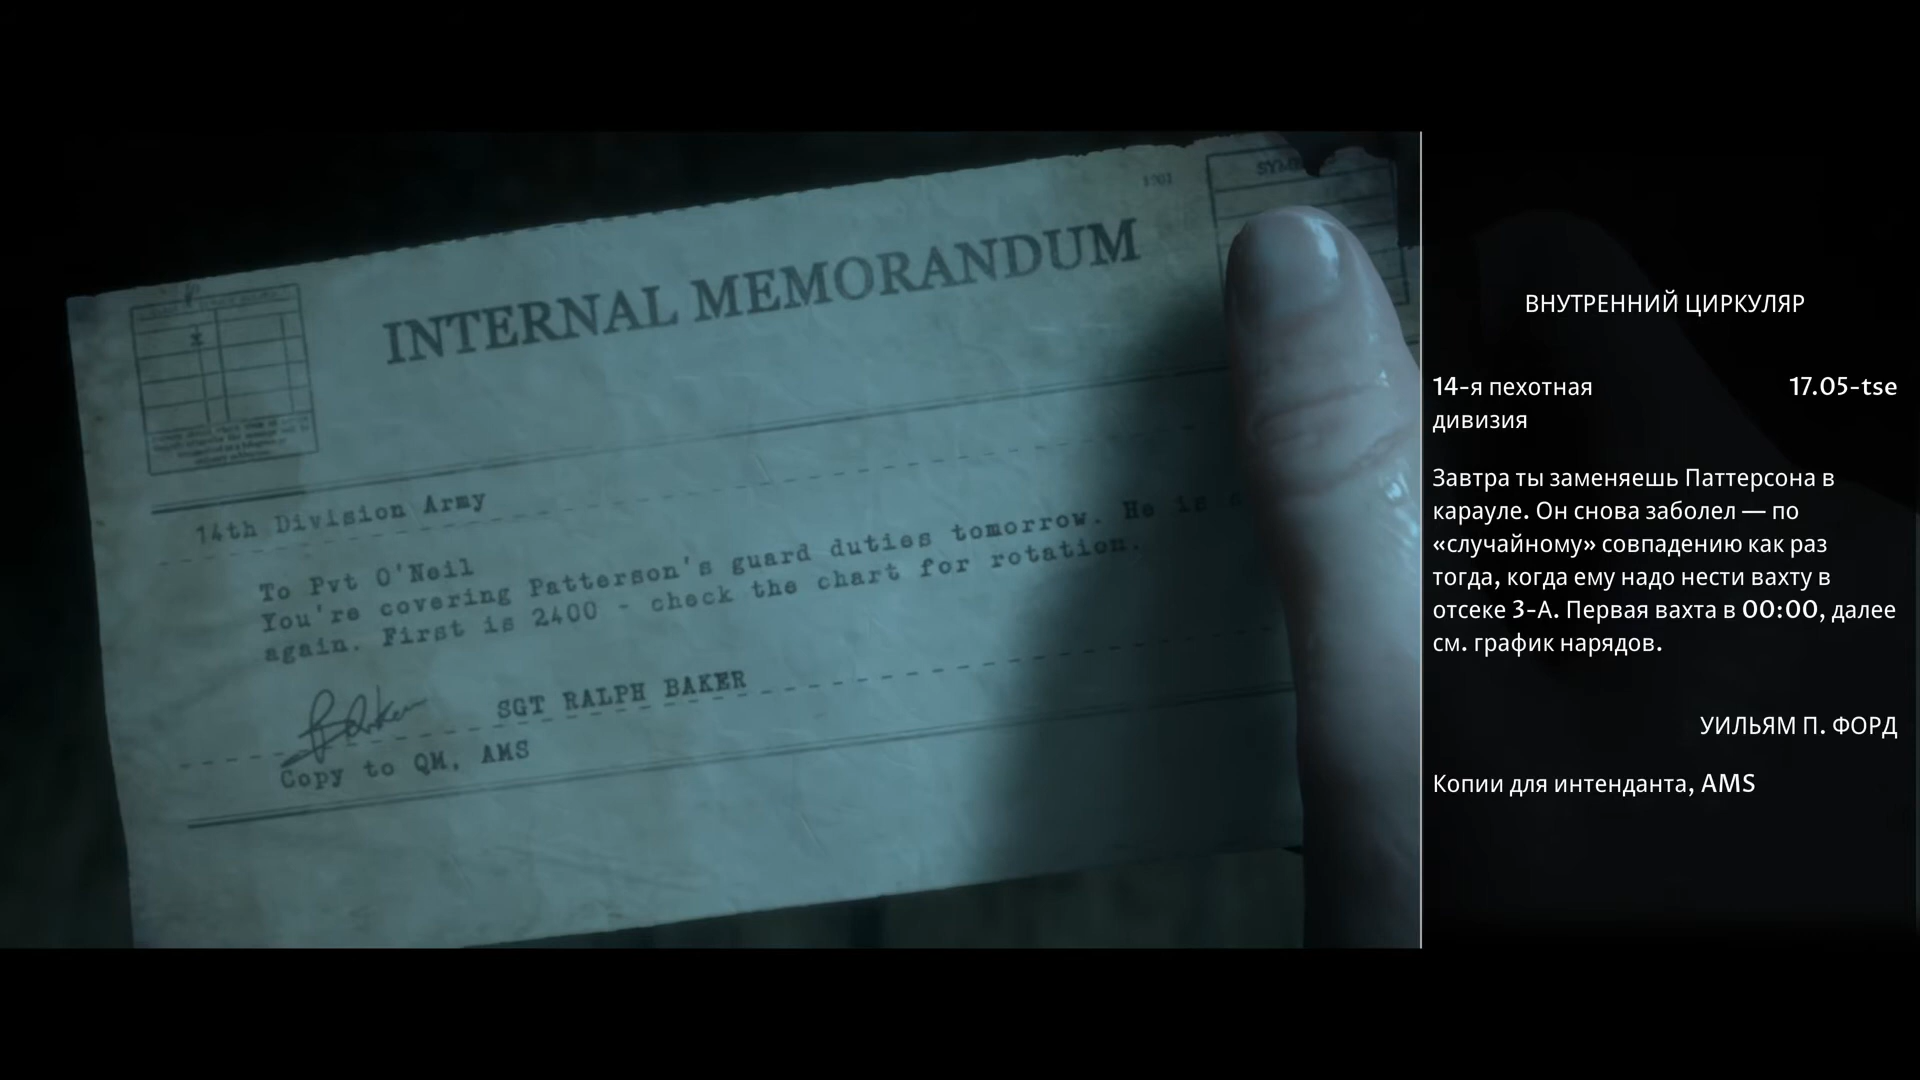 1901
INTERNAL MEMORANDUM
14th Division Army
To Pvt O'Neil
You're covering Patterson's guard duties tomorrow. He is
again. First is 2400 - check the chart for rotation.
Baker SGT RALPH BAKER
Copy to QM, AMS
ВНУТРЕННИЙ ЦИРКУЛЯР
14-я пехотная 17.05-tse
дивизия
Завтра ты заменяешь Паттерсона в
карауле. Он снова заболел — по
«случайному» совпадению как раз
тогда, когда ему надо нести вахту в
отсеке 3-А. Первая вахта в 00:00, далее
см. график нарядов.
УИЛЬЯМ П. ФОРД
Копии для интенданта, AMS